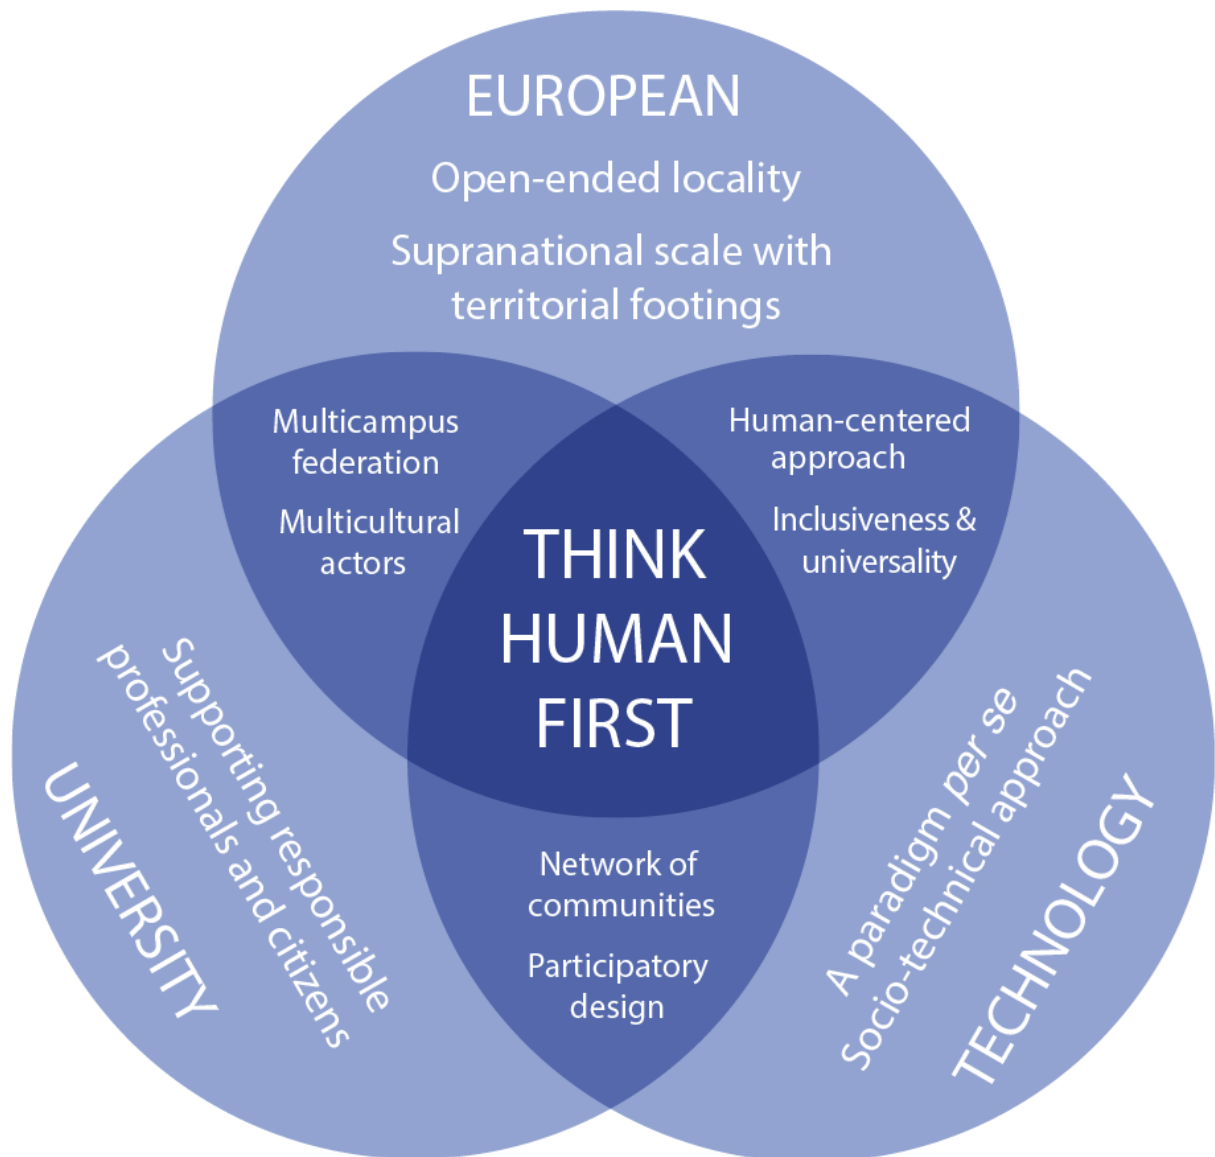 EUROPEAN
Open-ended locality
Supranational scale with
territorial footings
Multicampus
federation
Multicultural
actors
Human-centered
approach
Inclusiveness &
universality
THINK
HUMAN
FIRST
Supporting responsible
professionals and citizens
UNIVERSITY
Network of
communities
Participatory
design
A paradigm per se
Socio-technical approach
TECHNOLOGY